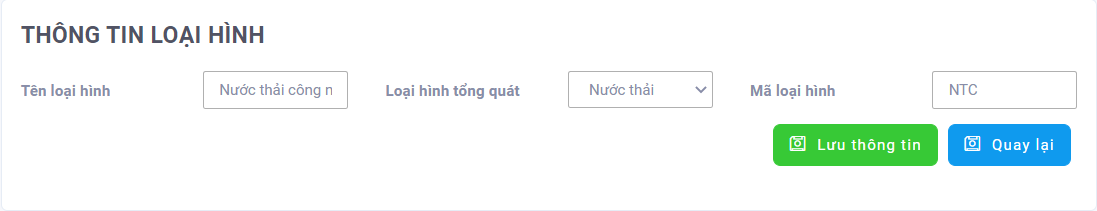 THÔNG TIN LOẠI HÌNH
Tên loại hình Nước thải công n Loại hình tổng quát Nước thải Mã loại hình NTC
Lưu thông tin Quay lại